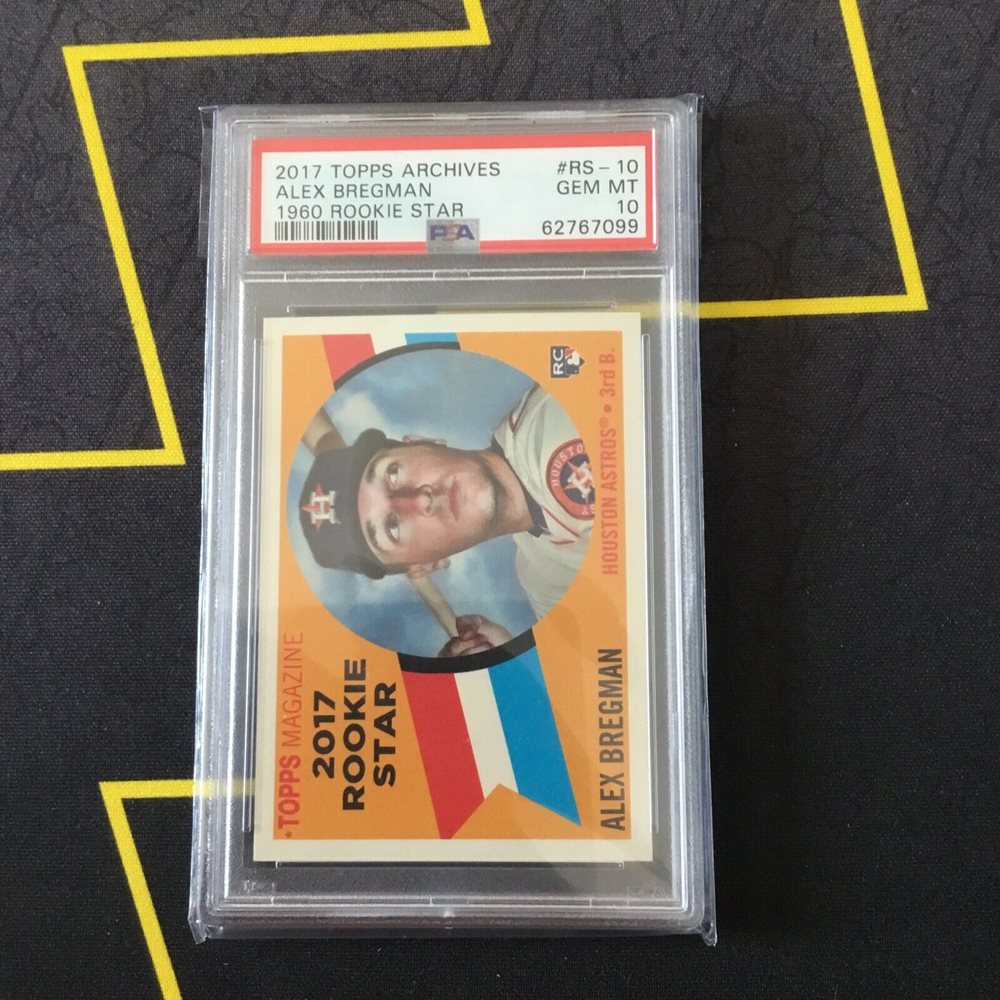 2017 TOPPS ARCHIVES
ALEX BREGMAN
1960 ROOKIE STAR
#RS-10
GEM MT
10
62767099
PSA
★TOPPS MAGAZINE
2017
ROOKIE
STAR
RC
H
HOUSTON
H
HOUSTON ASTROS® • 3rd B.
ALEX BREGMAN